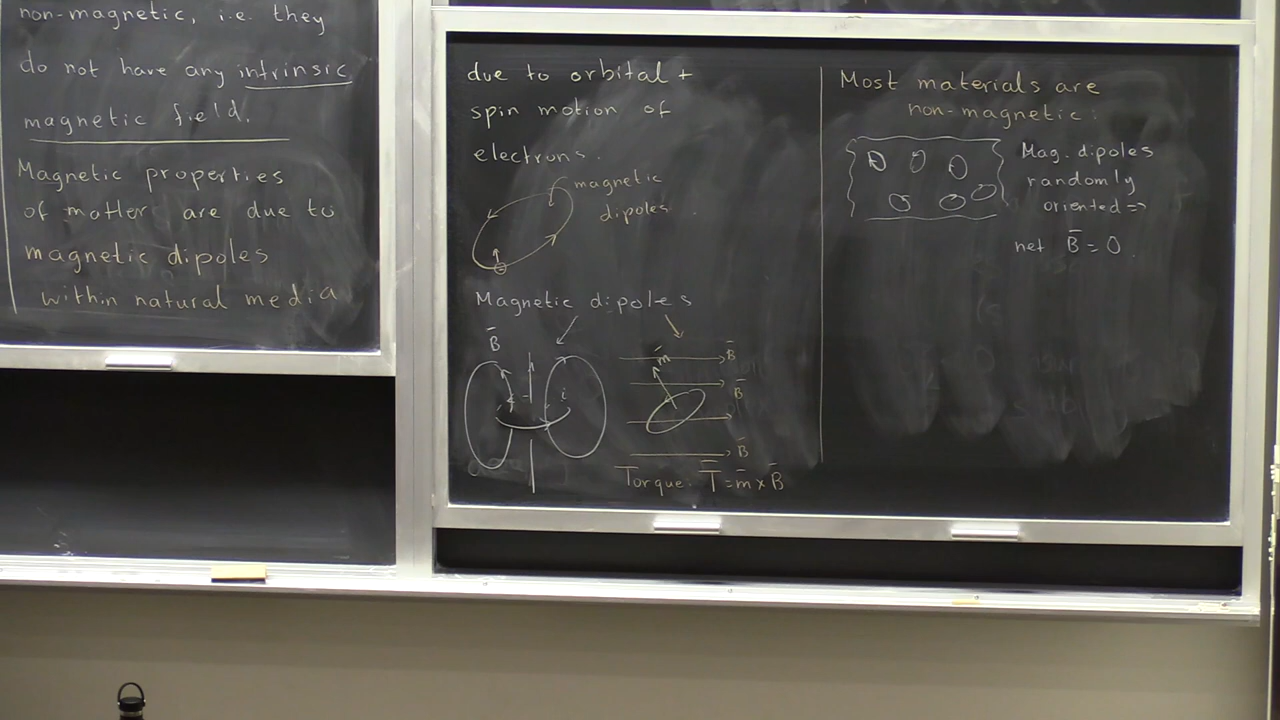 non-magnetic, i.e. they
do not have any intrinsic
magnetic field.
Magnetic properties
of matter are due to
magnetic dipoles
within natural media
due to orbital +
spin motion of
electrons.
magnetic
dipoles.
Magnetic dipoles
B̄
i
m̄
B̄
B̄
B̄
Torque. T̄ = m̄ × B̄
Most materials are
non-magnetic:
Mag. dipoles
randomly
oriented ⇒
net B̄ = 0